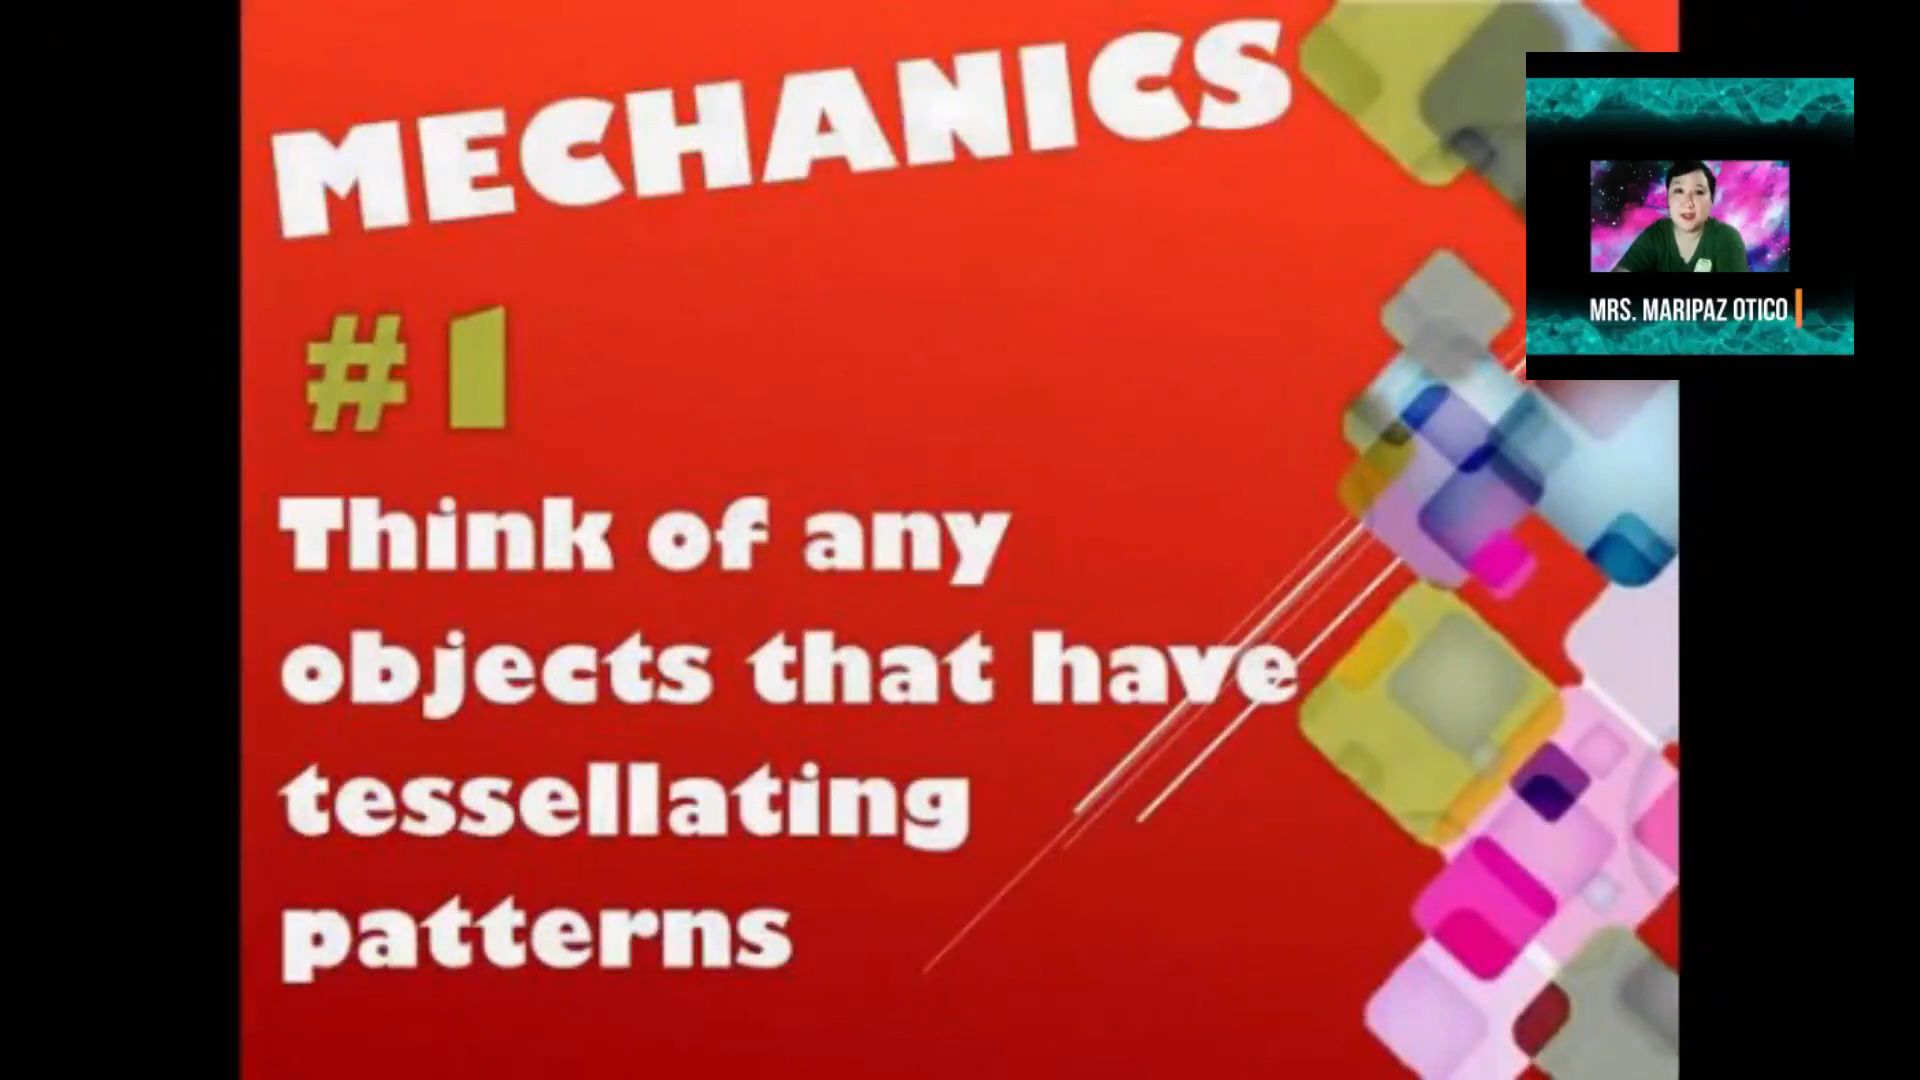 MECHANICS
#1
Think of any
objects that have
tessellating
patterns
MRS. MARIPAZ OTICO